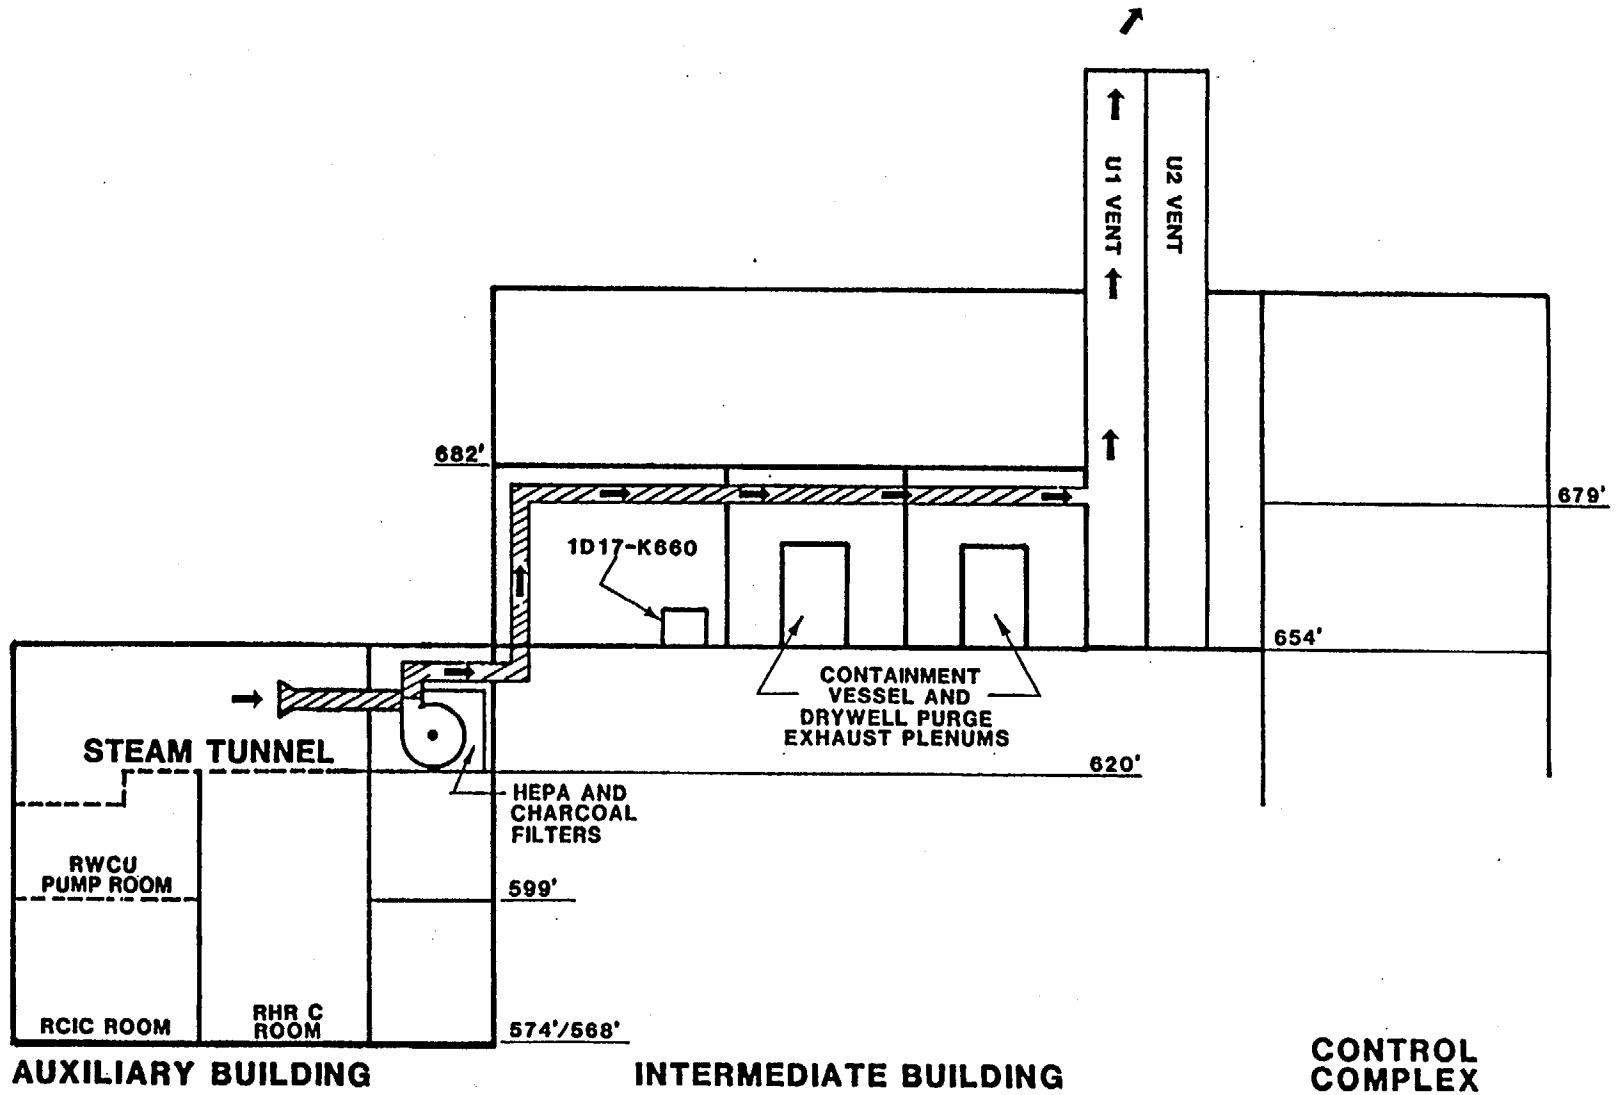 U1 VENT
U2 VENT
682'
679'
1D17-K660
654'
CONTAINMENT
VESSEL AND
DRYWELL PURGE
EXHAUST PLENUMS
STEAM TUNNEL
620'
HEPA AND
CHARCOAL
FILTERS
RWCU
PUMP ROOM
599'
RCIC ROOM
RHR C
ROOM
574'/568'
AUXILIARY BUILDING
INTERMEDIATE BUILDING
CONTROL
COMPLEX